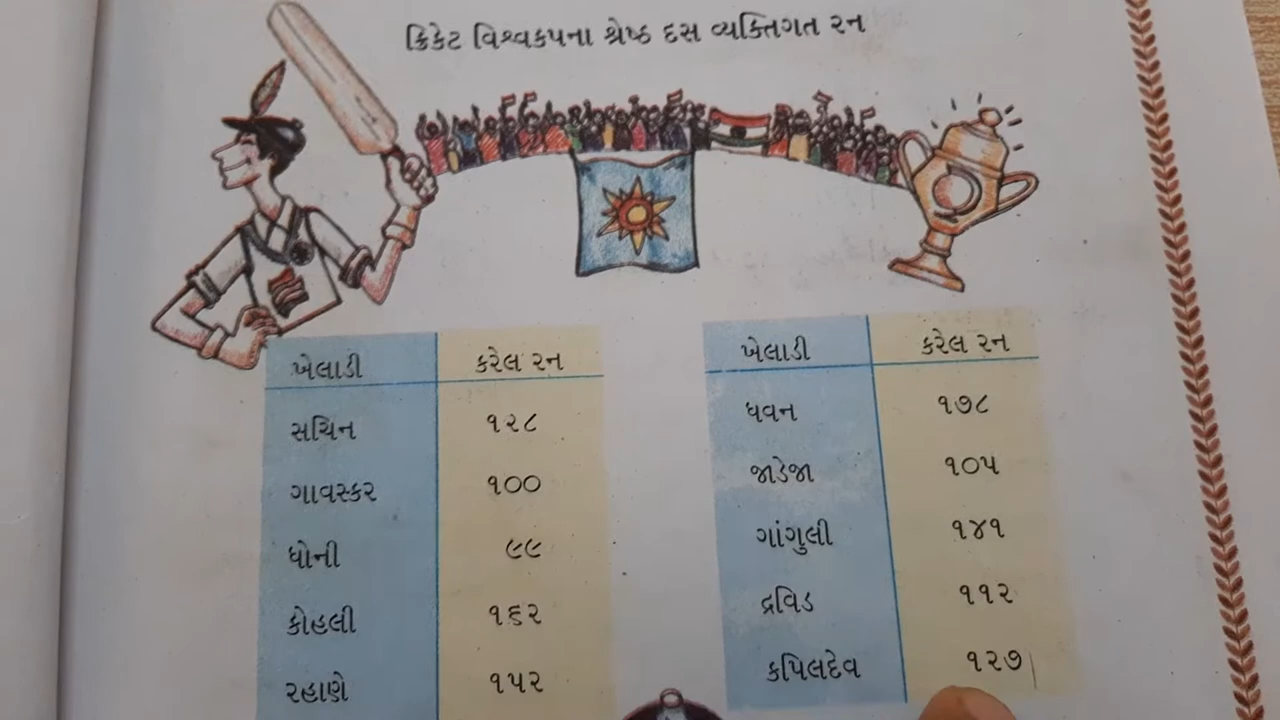 ક્રિકેટ વિશ્વકપના શ્રેષ્ઠ દસ વ્યક્તિગત રન
ખેલાડી કરેલ રન
સચિન ૧૨૮
ગાવસ્કર ૧૦૦
ધોની ૯૯
કોહલી ૧૬૨
રહાણે ૧૫૨
ખેલાડી કરેલ રન
ધવન ૧૭૮
જાડેજા ૧૦૫
ગાંગુલી ૧૪૧
દ્રવિડ ૧૧૨
કપિલદેવ ૧૨૭